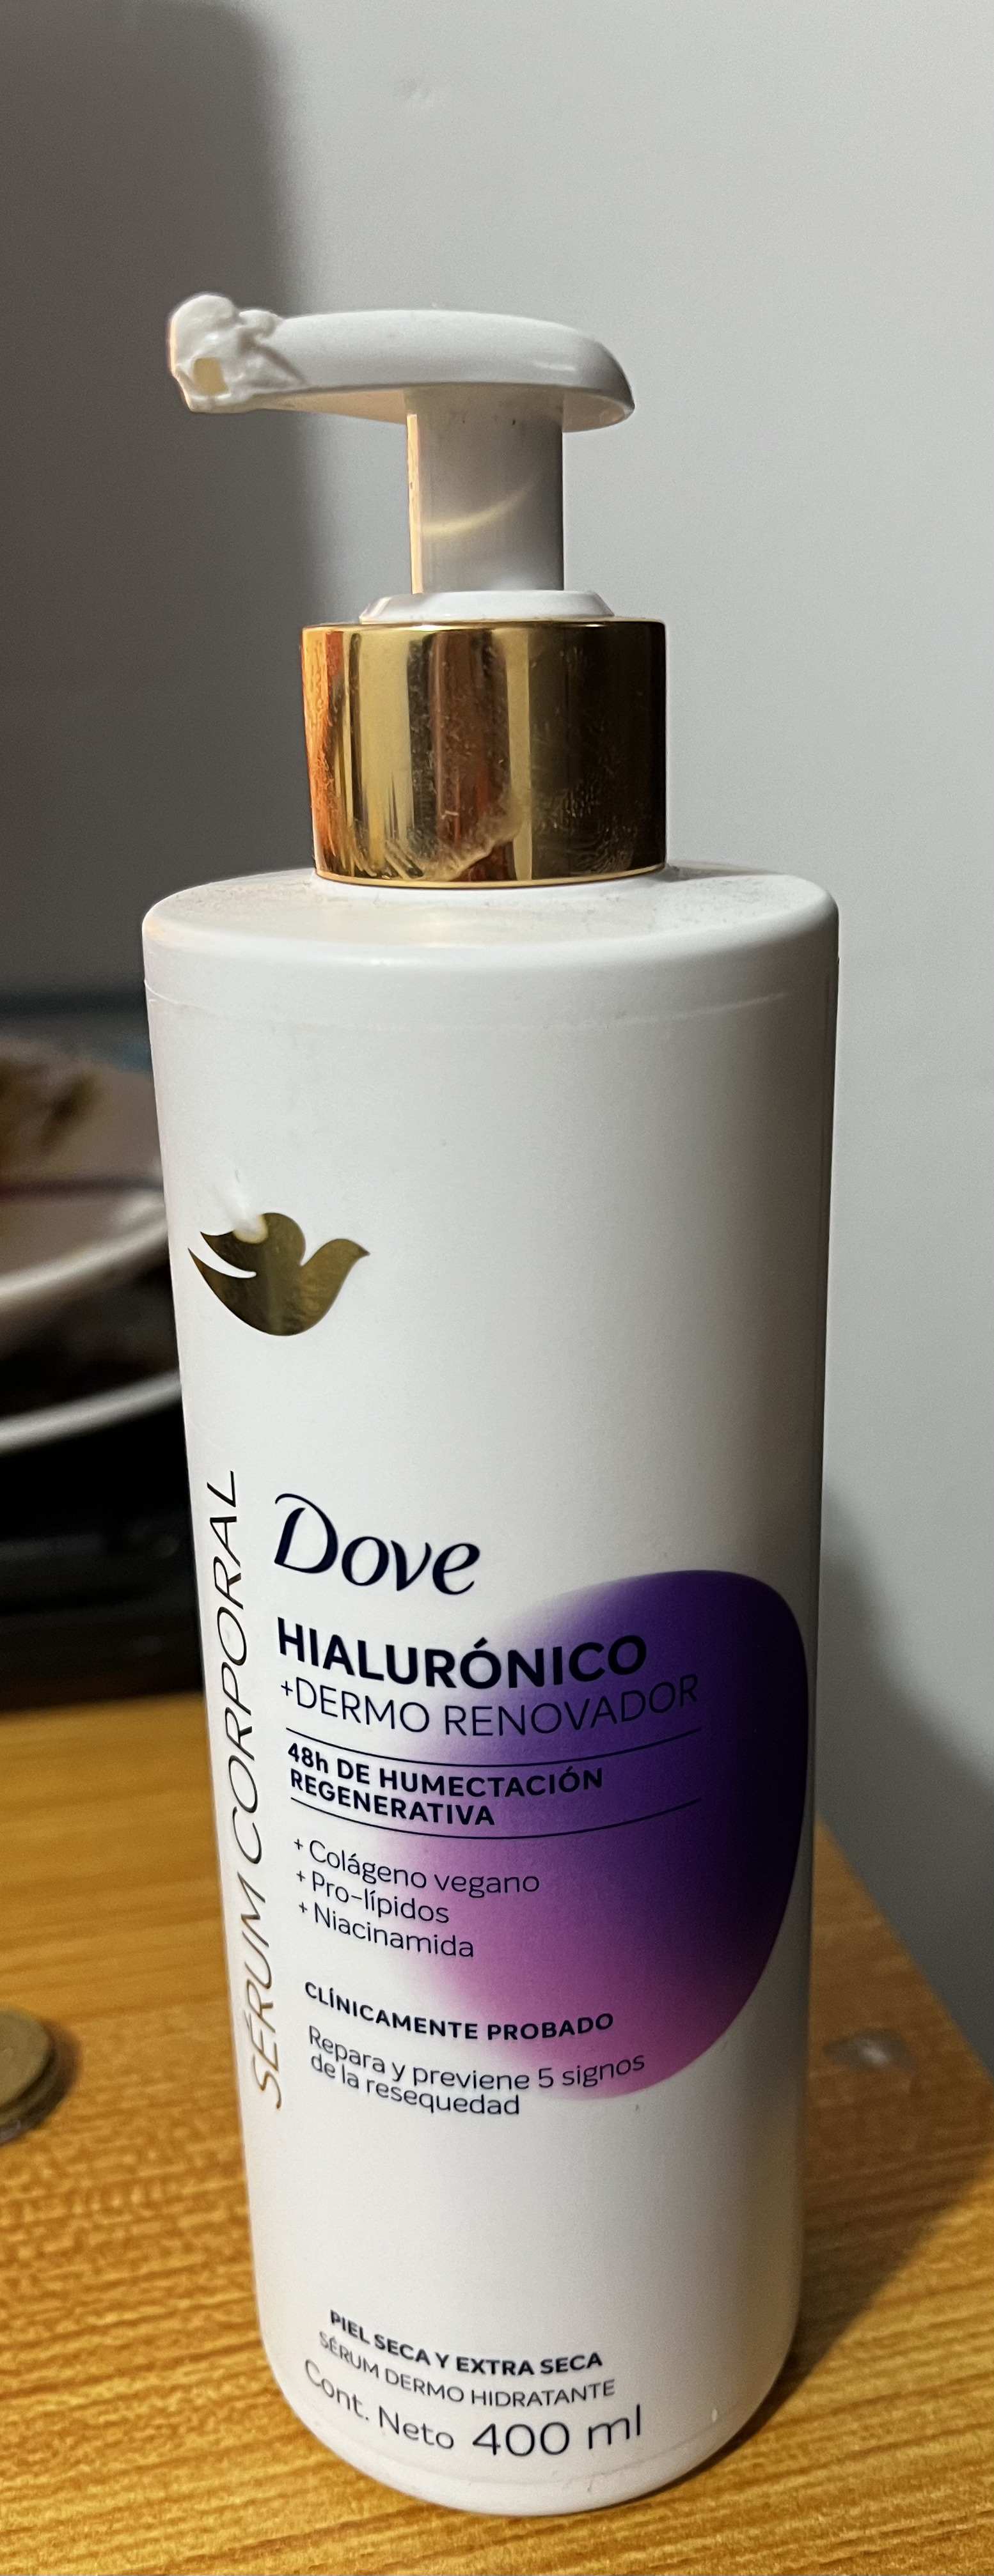 Dove
HIALURÓNICO
+DERMO RENOVADOR
48h DE HUMECTACIÓN
REGENERATIVA
+ Colágeno vegano
+ Pro-lípidos
+ Niacinamida
CLÍNICAMENTE PROBADO
Repara y previene 5 signos
de la resequedad
SÉRUM CORPORAL
PIEL SECA Y EXTRA SECA
SÉRUM DERMO HIDRATANTE
Cont. Neto 400 ml